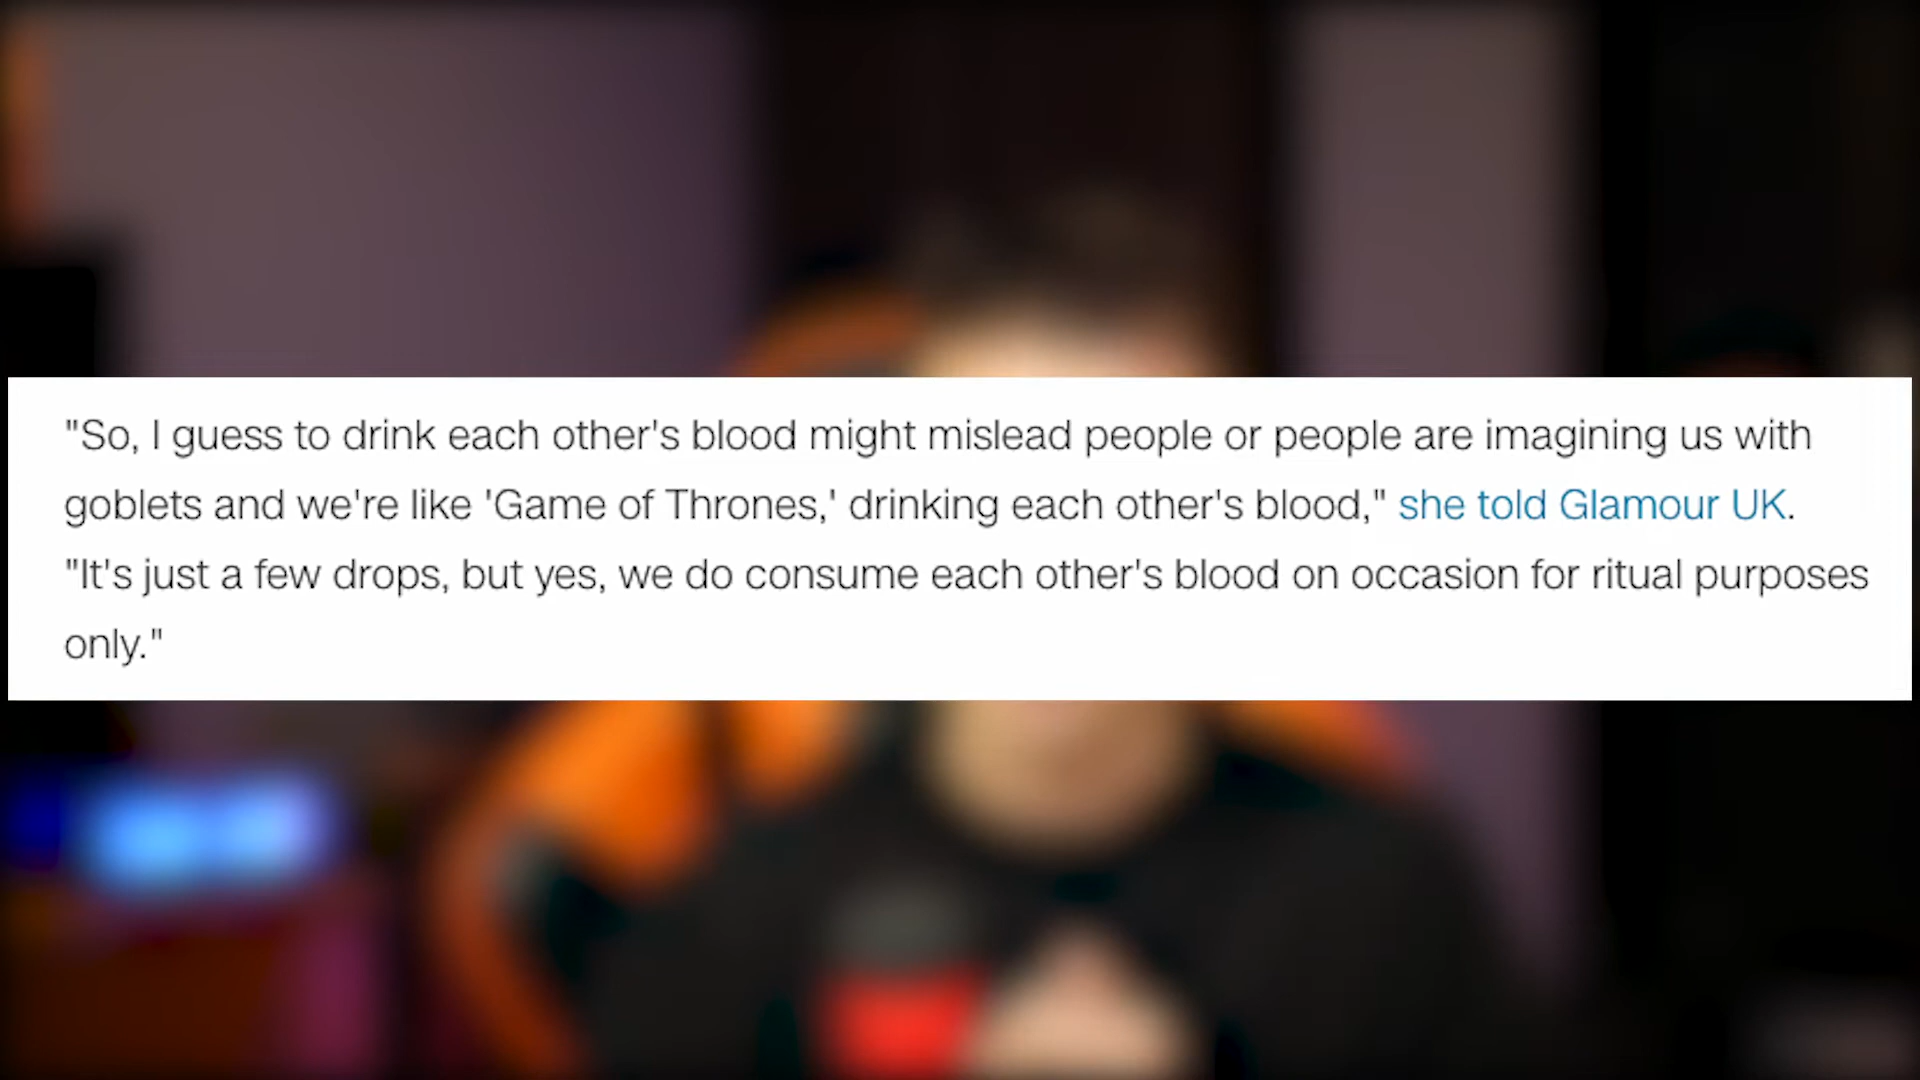 "So, I guess to drink each other's blood might mislead people or people are imagining us with
goblets and we're like 'Game of Thrones,' drinking each other's blood," she told Glamour UK.
"It's just a few drops, but yes, we do consume each other's blood on occasion for ritual purposes
only."